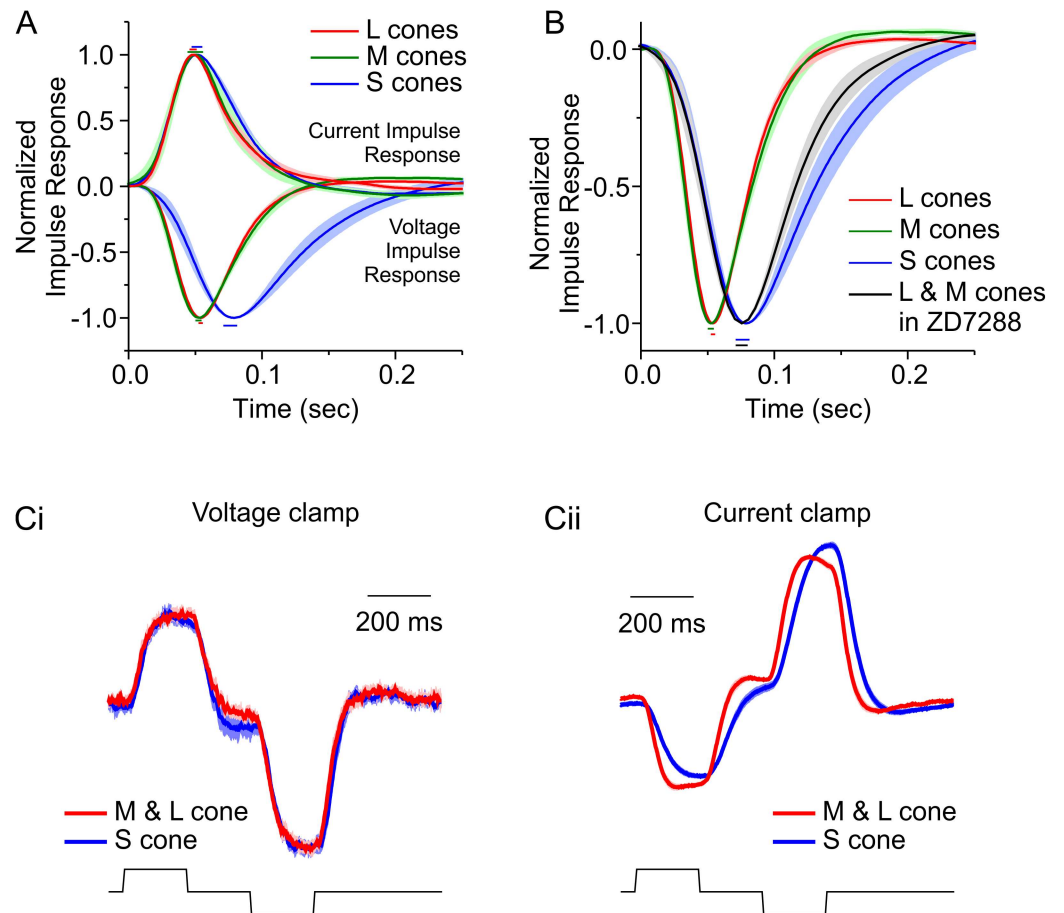 A
L cones
M cones
S cones
Current Impulse
Response
Voltage
Impulse
Response
Normalized
Impulse Response
1.0
0.5
0.0
-0.5
-1.0
0.0
0.1
0.2
Time (sec)
B
0.0
-0.5
-1.0
Normalized
Impulse Response
L cones
M cones
S cones
L & M cones
in ZD7288
0.0
0.1
0.2
Time (sec)
Ci
Voltage clamp
200 ms
M & L cone
S cone
Cii
Current clamp
200 ms
M & L cone
S cone